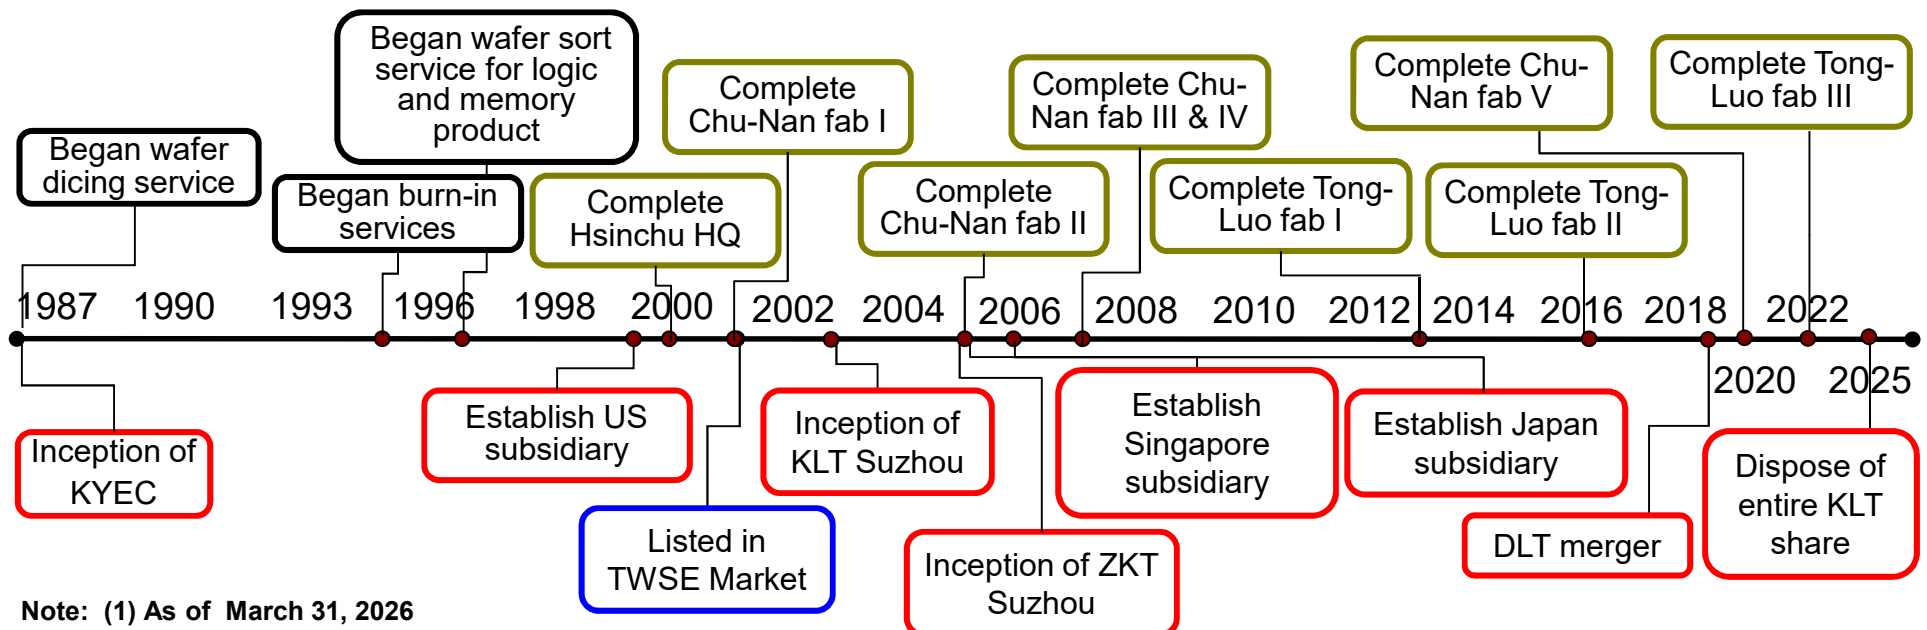 Began wafer
dicing service
Began wafer sort
service for logic
and memory
product
Began burn-in
services
Complete
Hsinchu HQ
Complete
Chu-Nan fab I
Complete
Chu-Nan fab II
Complete Chu-
Nan fab III & IV
Complete Tong-
Luo fab I
Complete Chu-
Nan fab V
Complete Tong-
Luo fab II
Complete Tong-
Luo fab III
1987 1990 1993 1996 1998 2000 2002 2004 2006 2008 2010 2012 2014 2016 2018 2022
2020 2025
Inception of
KYEC
Establish US
subsidiary
Listed in
TWSE Market
Inception of
KLT Suzhou
Inception of ZKT
Suzhou
Establish
Singapore
subsidiary
Establish Japan
subsidiary
DLT merger
Dispose of
entire KLT
share
Note: (1) As of March 31, 2026